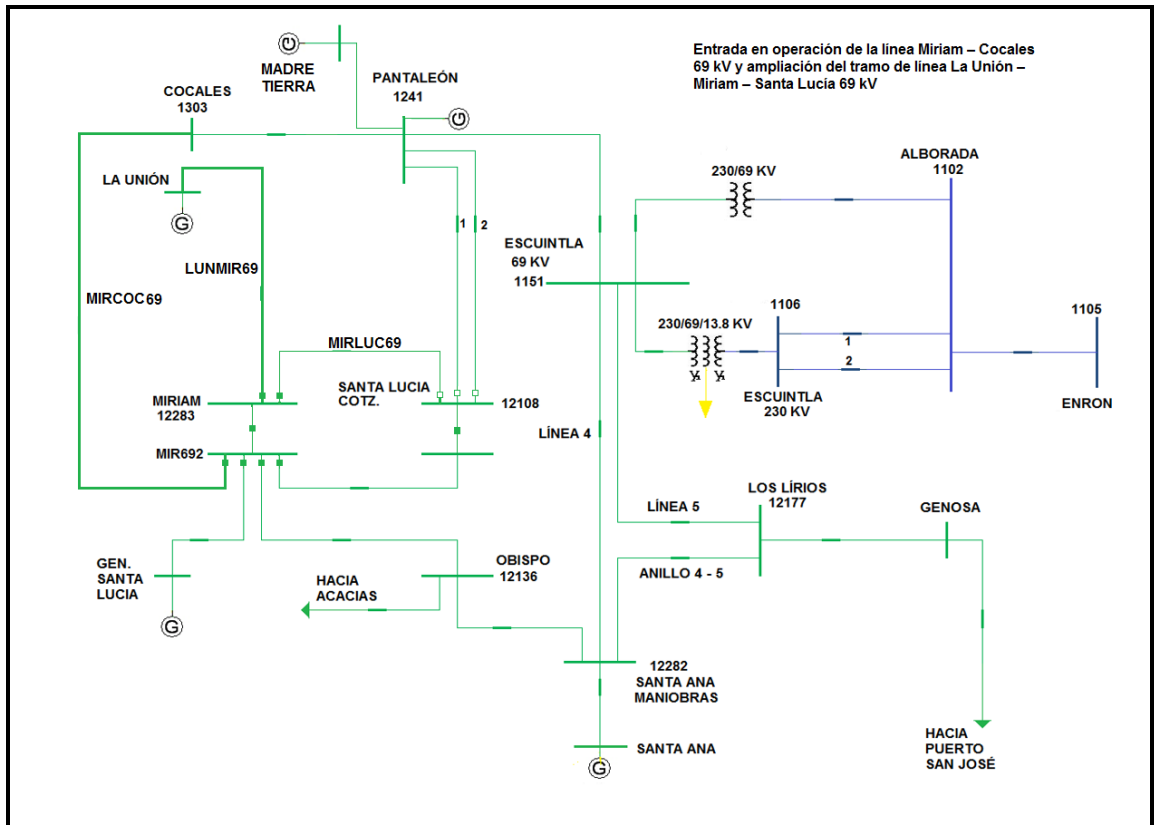 Entrada en operación de la línea Miriam – Cocales
69 kV y ampliación del tramo de línea La Unión –
Miriam – Santa Lucía 69 kV
G
MADRE
TIERRA
PANTALEÓN
1241
G
COCALES
1303
LA UNIÓN
G
LUNMIR69
MIRCOC69
1
2
MIRLUC69
SANTA LUCIA
COTZ.
12108
MIRIAM
12283
MIR692
ESCUINTLA
69 KV
1151
230/69 KV
ALBORADA
1102
230/69/13.8 KV
1106
1
2
ESCUINTLA
230 KV
1105
ENRON
LÍNEA 4
LÍNEA 5
LOS LÍRIOS
12177
GENOSA
ANILLO 4 - 5
GEN.
SANTA
LUCIA
G
HACIA
ACACIAS
OBISPO
12136
12282
SANTA ANA
MANIOBRAS
SANTA ANA
G
HACIA
PUERTO
SAN JOSÉ